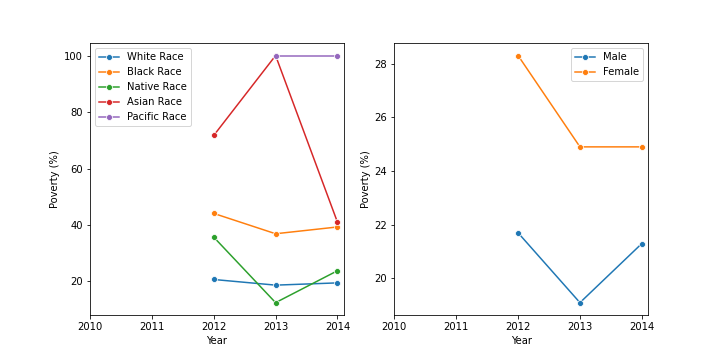 White Race
Black Race
Native Race
Asian Race
Pacific Race
100
80
60
40
20
Poverty (%)
2010 2011 2012 2013 2014
Year
Male
Female
28
26
24
22
20
Poverty (%)
2010 2011 2012 2013 2014
Year